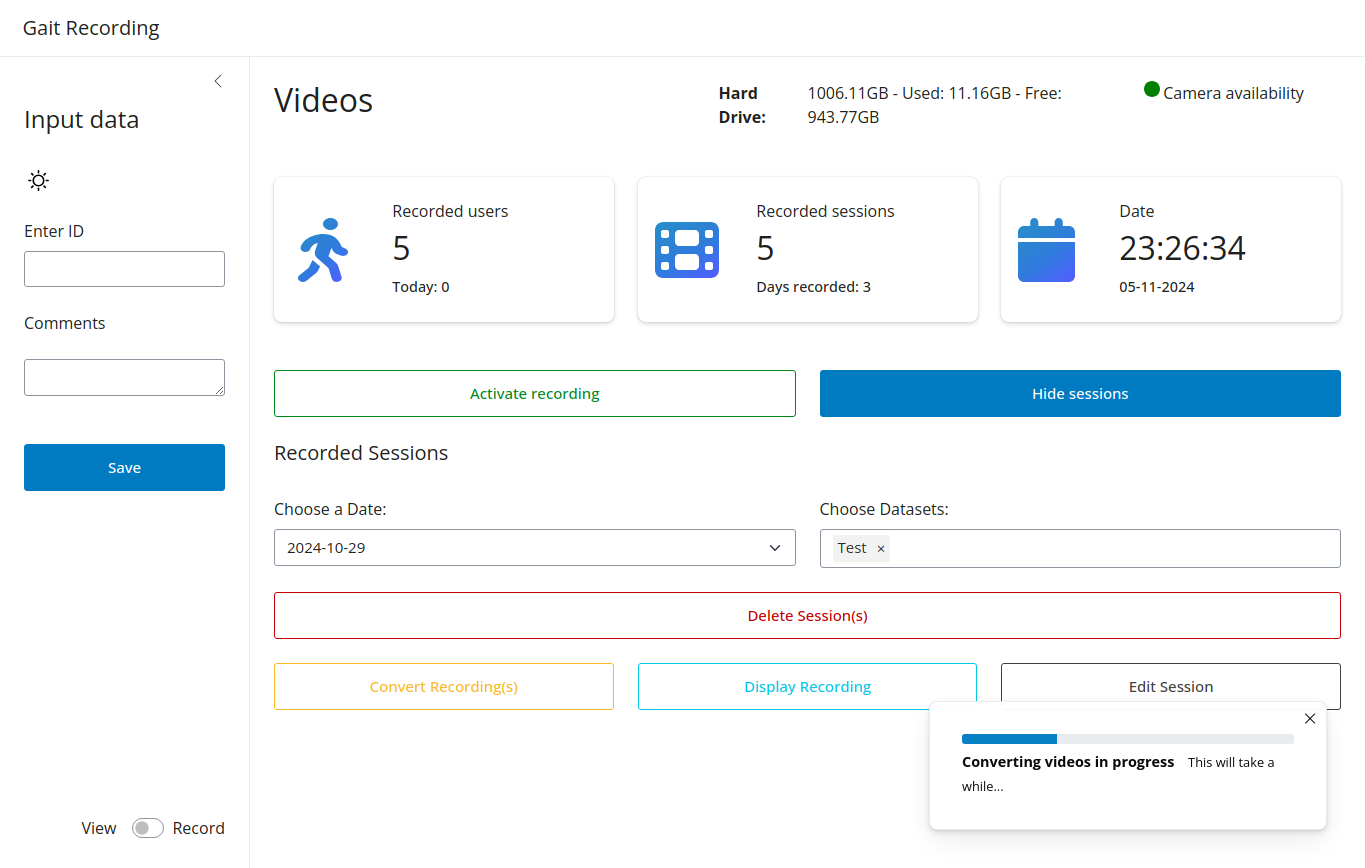 Gait Recording
Input data
Enter ID
Comments
Save
View Record
Videos
Hard Drive:
1006.11GB - Used: 11.16GB - Free:
943.77GB
Camera availability
Recorded users
5
Today: 0
Recorded sessions
5
Days recorded: 3
Date
23:26:34
05-11-2024
Activate recording
Hide sessions
Recorded Sessions
Choose a Date:
2024-10-29
Choose Datasets:
Test ×
Delete Session(s)
Convert Recording(s)
Display Recording
Edit Session
Converting videos in progress This will take a
while...